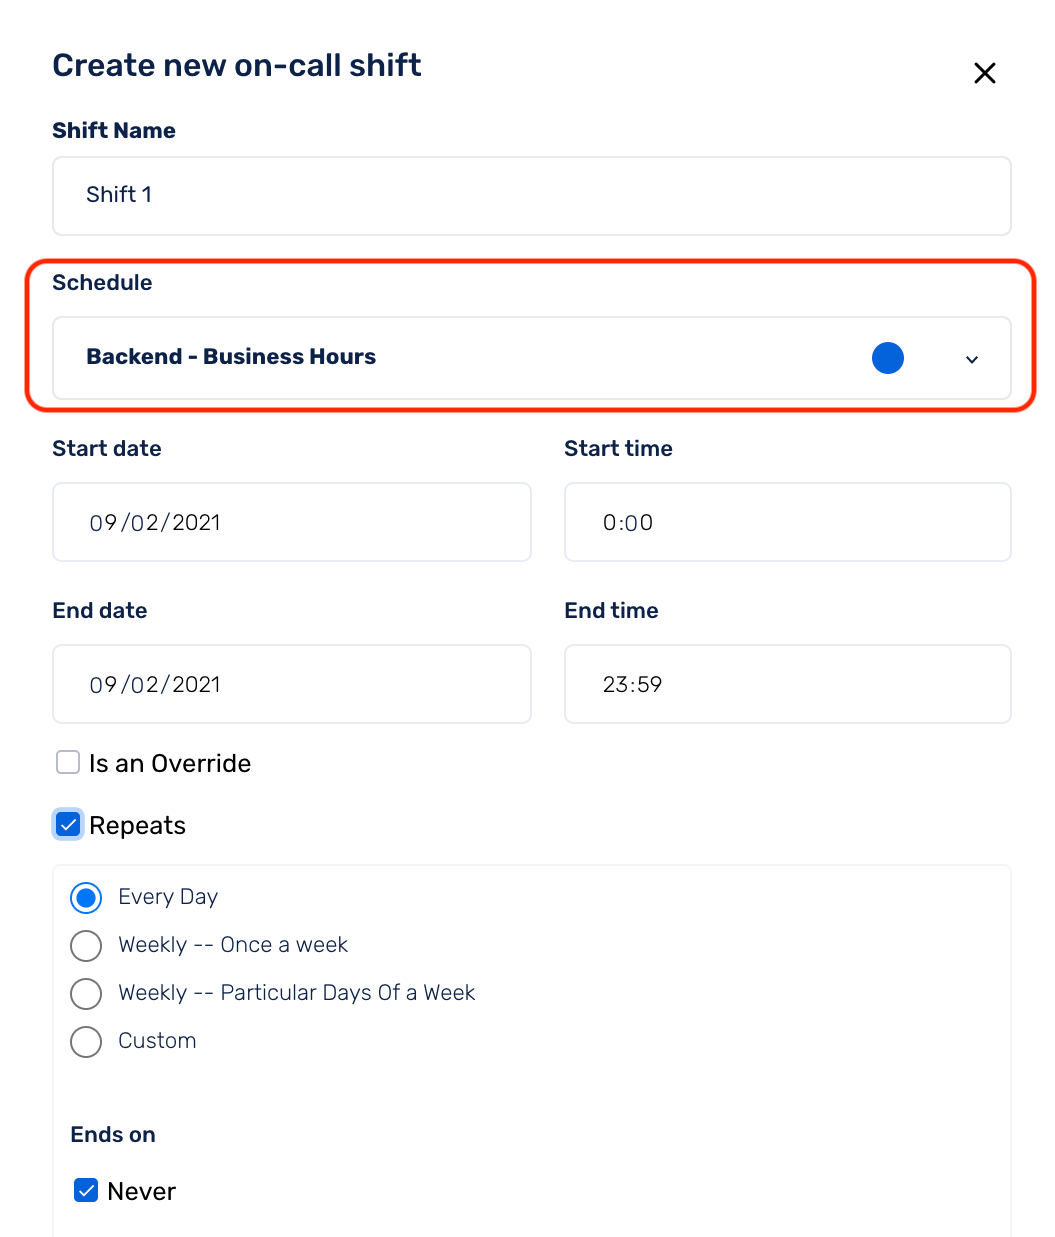 Create new on-call shift
Shift Name
Shift 1
Schedule
Backend - Business Hours
Start date
Start time
09/02/2021
0:00
End date
End time
09/02/2021
23:59
Is an Override
Repeats
Every Day
Weekly -- Once a week
Weekly -- Particular Days Of a Week
Custom
Ends on
Never